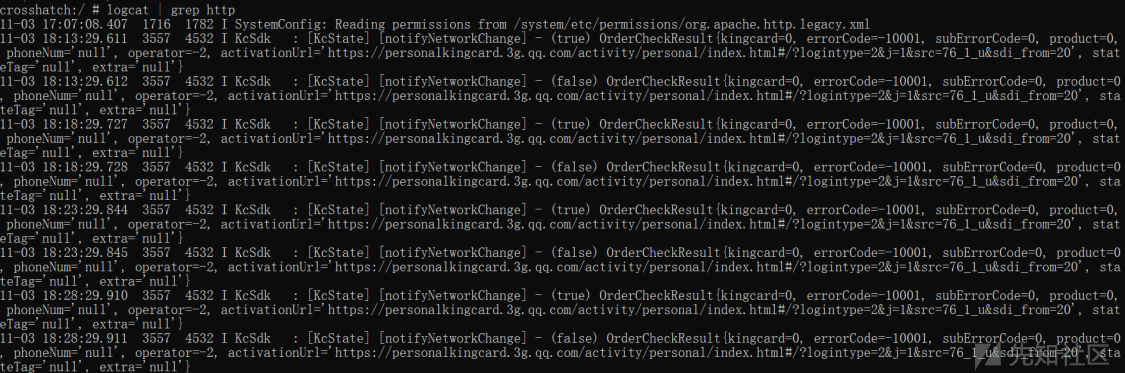 crosshatch:/ # logcat | grep http
11-03 17:07:08.407  1716  1782 I SystemConfig: Reading permissions from /system/etc/permissions/org.apache.http.legacy.xml
11-03 18:13:29.611  3557  4532 I KcSdk   : [KcState] [notifyNetworkChange] - (true) OrderCheckResult{kingcard=0, errorCode=-10001, subErrorCode=0, product=0,
 phoneNum='null', operator=-2, activationUrl='https://personalkingcard.3g.qq.com/activity/personal/index.html#/?logintype=2&j=1&src=76_1_u&sdi_from=20', sta
teTag='null', extra='null'}
11-03 18:13:29.612  3557  4532 I KcSdk   : [KcState] [notifyNetworkChange] - (false) OrderCheckResult{kingcard=0, errorCode=-10001, subErrorCode=0, product=0
, phoneNum='null', operator=-2, activationUrl='https://personalkingcard.3g.qq.com/activity/personal/index.html#/?logintype=2&j=1&src=76_1_u&sdi_from=20', st
teTag='null', extra='null'}
11-03 18:18:29.727  3557  4532 I KcSdk   : [KcState] [notifyNetworkChange] - (true) OrderCheckResult{kingcard=0, errorCode=-10001, subErrorCode=0, product=0,
 phoneNum='null', operator=-2, activationUrl='https://personalkingcard.3g.qq.com/activity/personal/index.html#/?logintype=2&j=1&src=76_1_u&sdi_from=20', sta
teTag='null', extra='null'}
11-03 18:18:29.728  3557  4532 I KcSdk   : [KcState] [notifyNetworkChange] - (false) OrderCheckResult{kingcard=0, errorCode=-10001, subErrorCode=0, product=0
, phoneNum='null', operator=-2, activationUrl='https://personalkingcard.3g.qq.com/activity/personal/index.html#/?logintype=2&j=1&src=76_1_u&sdi_from=20', sta
teTag='null', extra='null'}
11-03 18:23:29.844  3557  4532 I KcSdk   : [KcState] [notifyNetworkChange] - (true) OrderCheckResult{kingcard=0, errorCode=-10001, subErrorCode=0, product=0,
 phoneNum='null', operator=-2, activationUrl='https://personalkingcard.3g.qq.com/activity/personal/index.html#/?logintype=2&j=1&src=76_1_u&sdi_from=20', sta
teTag='null', extra='null'}
11-03 18:23:29.845  3557  4532 I KcSdk   : [KcState] [notifyNetworkChange] - (false) OrderCheckResult{kingcard=0, errorCode=-10001, subErrorCode=0, product=0
, phoneNum='null', operator=-2, activationUrl='https://personalkingcard.3g.qq.com/activity/personal/index.html#/?logintype=2&j=1&src=76_1_u&sdi_from=20', sta
teTag='null', extra='null'}
11-03 18:28:29.910  3557  4532 I KcSdk   : [KcState] [notifyNetworkChange] - (true) OrderCheckResult{kingcard=0, errorCode=-10001, subErrorCode=0, product=0,
 phoneNum='null', operator=-2, activationUrl='https://personalkingcard.3g.qq.com/activity/personal/index.html#/?logintype=2&j=1&src=76_1_u&sdi_from=20', sta
teTag='null', extra='null'}
11-03 18:28:29.911  3557  4532 I KcSdk   : [KcState] [notifyNetworkChange] - (false) OrderCheckResult{kingcard=0, errorCode=-10001, subErrorCode=0, product=0
, phoneNum='null', operator=-2, activationUrl='https://personalkingcard.3g.qq.com/activity/personal/index.html#/?logintype=2&j=1&src=76_1_u&sdi_from=20', sta
teTag='null', extra='null'}
先知社区